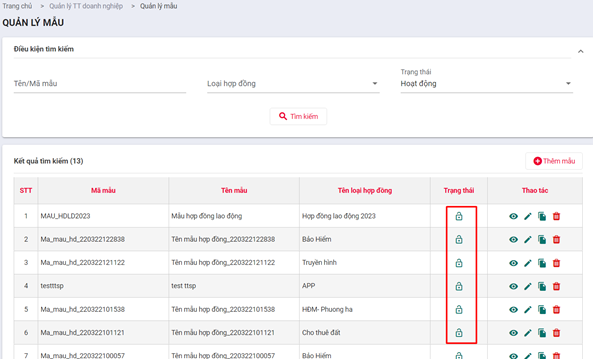 Trang chủ > Quản lý TT doanh nghiệp > Quản lý mẫu
QUẢN LÝ MẪU
Điều kiện tìm kiếm
Tên/Mã mẫu
Loại hợp đồng
Trạng thái
Hoạt động
Tìm kiếm
Kết quả tìm kiếm (13)
Thêm mẫu
STT Mã mẫu Tên mẫu Tên loại hợp đồng Trạng thái Thao tác
1 MAU_HDLD2023 Mẫu hợp đồng lao động Hợp đồng lao động 2023
2 Ma_mau_hd_220322122838 Tên mẫu hợp đồng_220322122838 Bảo Hiểm
3 Ma_mau_hd_220322121122 Tên mẫu hợp đồng_220322121122 Truyền hình
4 testttsp test ttsp APP
5 Ma_mau_hd_220322101538 Tên mẫu hợp đồng_220322101538 HĐM- Phuong ha
6 Ma_mau_hd_220322101121 Tên mẫu hợp đồng_220322101121 Cho thuê đất
7 Ma_mau_hd_220322100057 Tên mẫu hợp đồng_220322100057 Bảo Hiểm